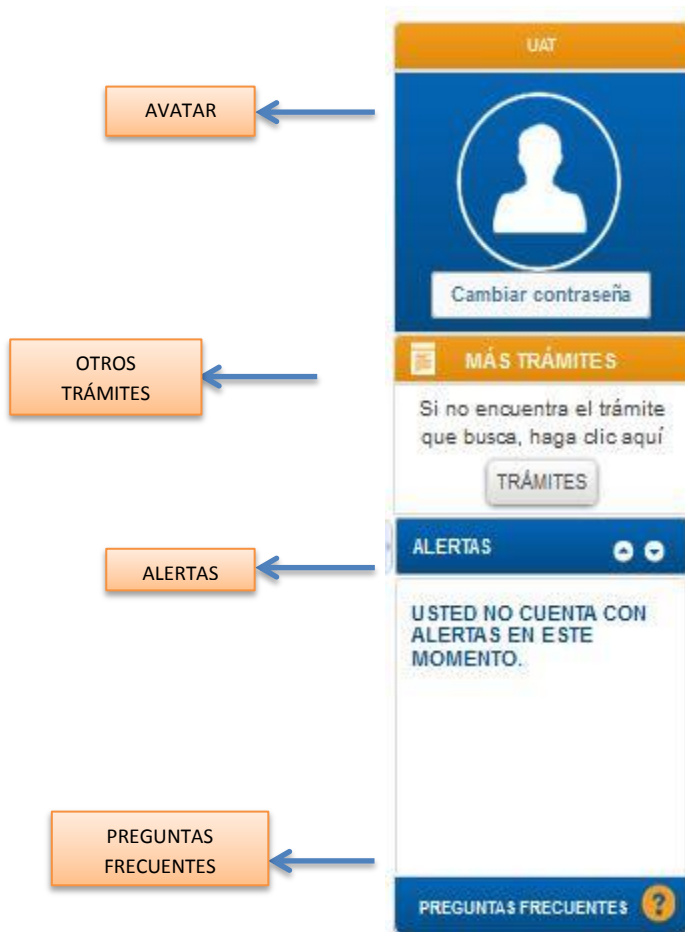 UAT
AVATAR
Cambiar contraseña
OTROS
TRÁMITES
MÁS TRÁMITES
Si no encuentra el trámite
que busca, haga clic aquí
TRÁMITES
ALERTAS
ALERTAS
USTED NO CUENTA CON
ALERTAS EN ESTE
MOMENTO.
PREGUNTAS
FRECUENTES
PREGUNTAS FRECUENTES ?